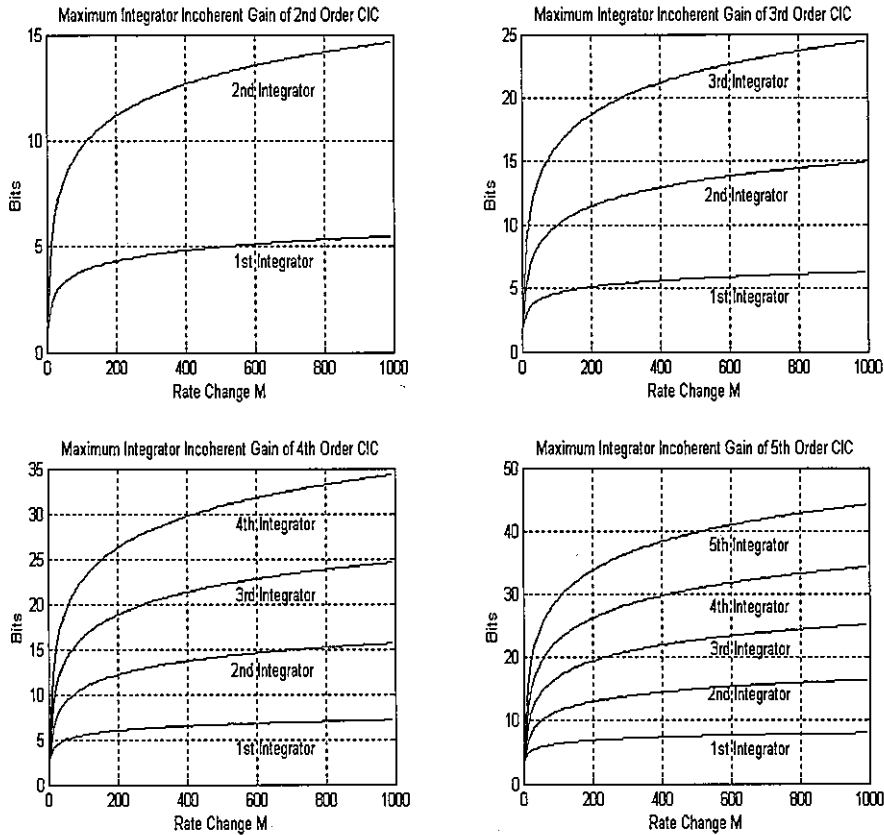 Maximum Integrator Incoherent Gain of 2nd Order CIC
15
10
5
0
Bits
2nd Integrator
1st Integrator
0 200 400 600 800 1000
Rate Change M
Maximum Integrator Incoherent Gain of 3rd Order CIC
25
20
15
10
5
0
Bits
3rd Integrator
2nd Integrator
1st Integrator
0 200 400 600 800 1000
Rate Change M
Maximum Integrator Incoherent Gain of 4th Order CIC
35
30
25
20
15
10
5
0
Bits
4th Integrator
3rd Integrator
2nd Integrator
1st Integrator
0 200 400 600 800 1000
Rate Change M
Maximum Integrator Incoherent Gain of 5th Order CIC
50
40
30
20
10
0
Bits
5th Integrator
4th Integrator
3rd Integrator
2nd Integrator
1st Integrator
0 200 400 600 800 1000
Rate Change M